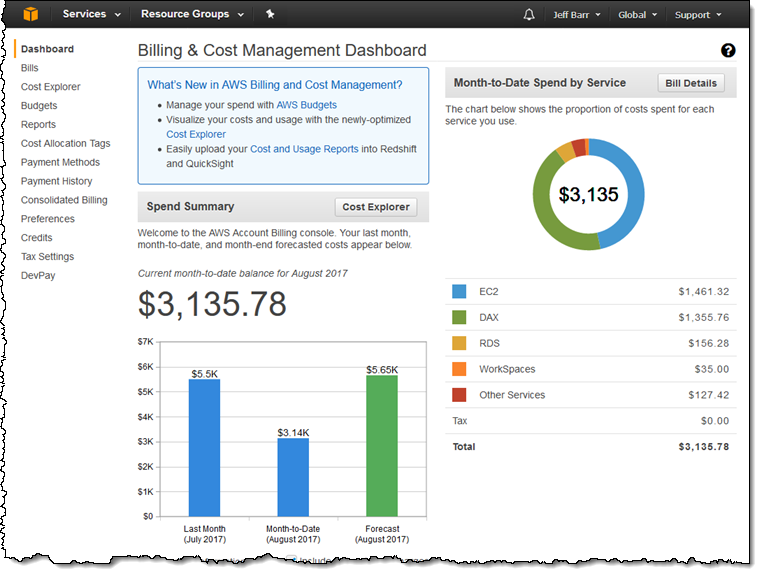 Services
Resource Groups
Jeff Barr
Global
Support
Dashboard
Bills
Cost Explorer
Budgets
Reports
Cost Allocation Tags
Payment Methods
Payment History
Consolidated Billing
Preferences
Credits
Tax Settings
DevPay
Billing & Cost Management Dashboard
?
What's New in AWS Billing and Cost Management?
Manage your spend with AWS Budgets
Visualize your costs and usage with the newly-optimized
Cost Explorer
Easily upload your Cost and Usage Reports into Redshift
and QuickSight
Spend Summary
Cost Explorer
Welcome to the AWS Account Billing console. Your last month,
month-to-date, and month-end forecasted costs appear below.
Current month-to-date balance for August 2017
$3,135.78
$7K
$6K
$5K
$4K
$3K
$2K
$1K
$0
$5.5K
$3.14K
$5.65K
Last Month
(July 2017)
Month-to-Date
(August 2017)
Forecast
(August 2017)
Month-to-Date Spend by Service
Bill Details
The chart below shows the proportion of costs spent for each
service you use.
$3,135
EC2 $1,461.32
DAX $1,355.76
RDS $156.28
WorkSpaces $35.00
Other Services $127.42
Tax $0.00
Total $3,135.78